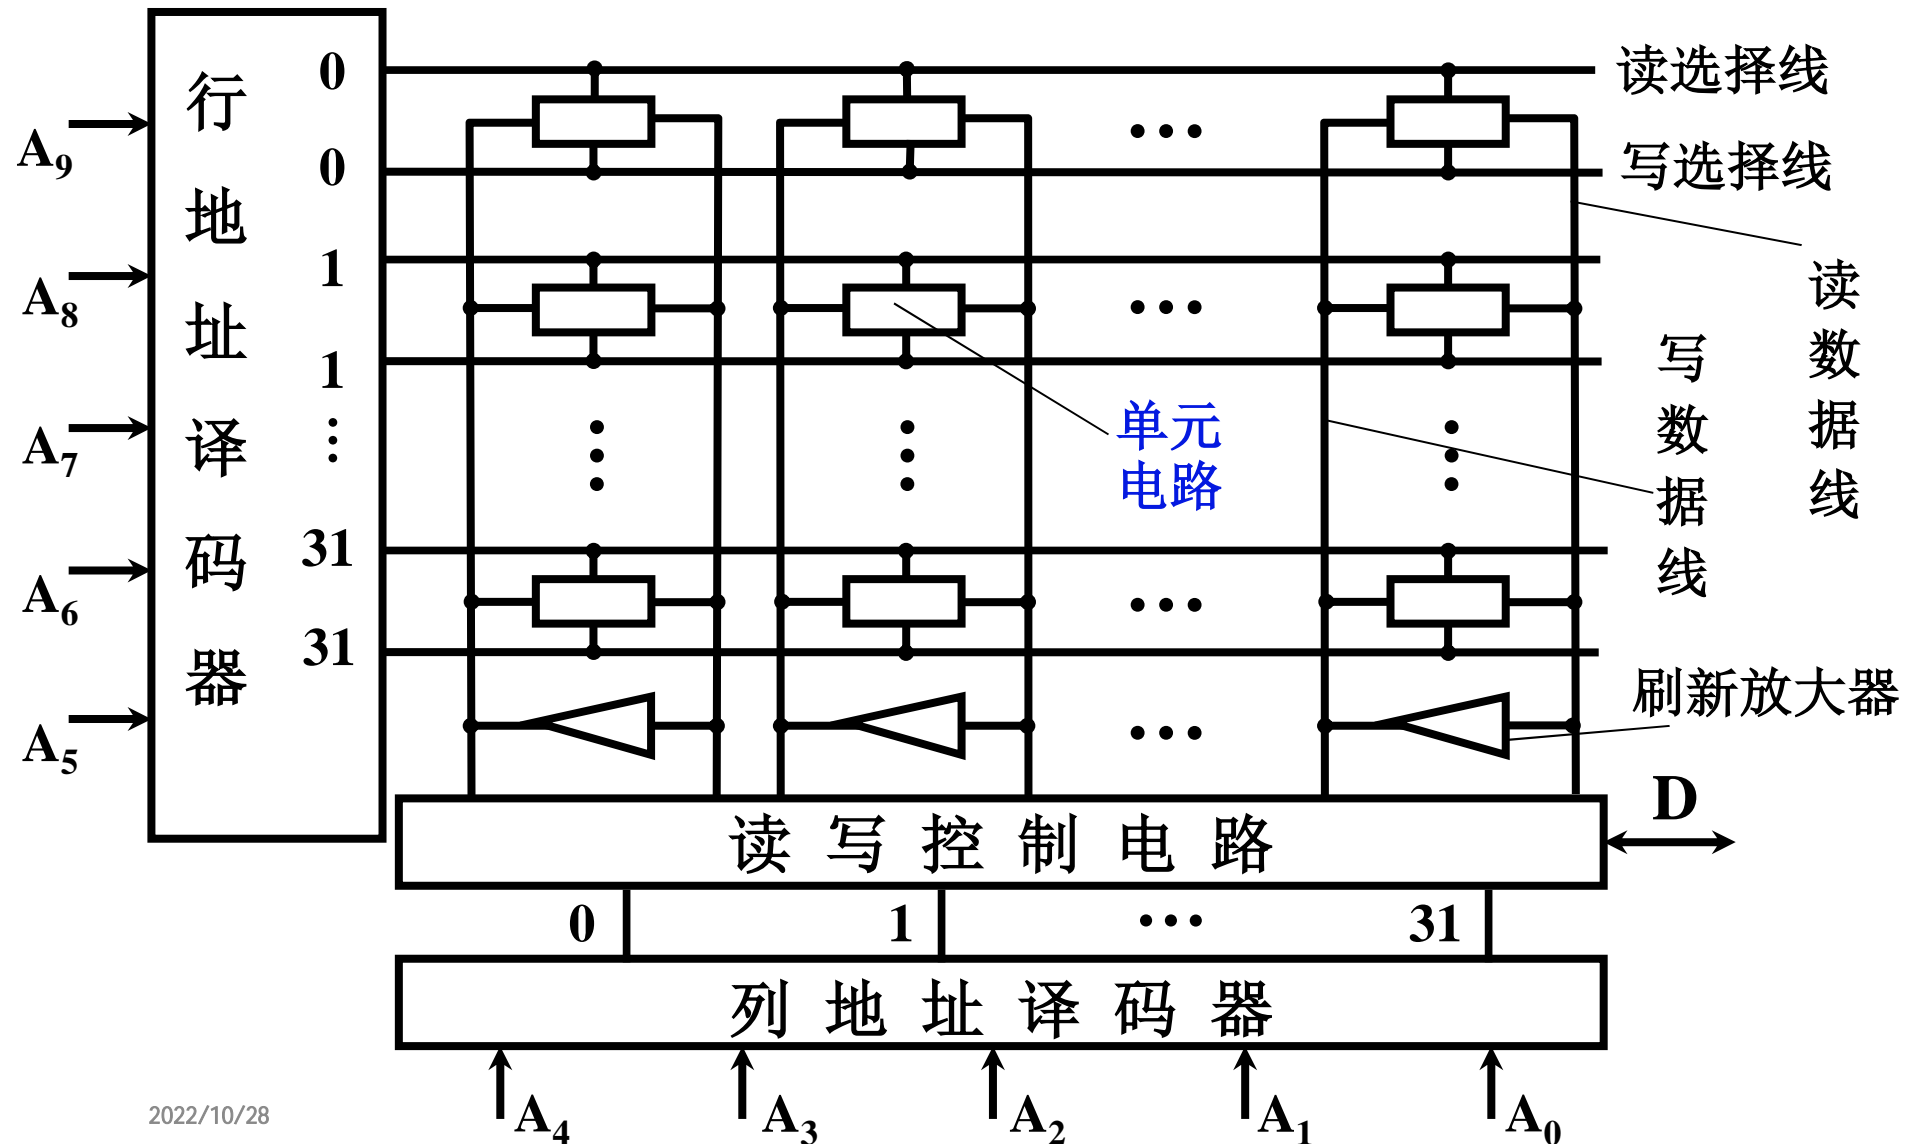 行地址译码器
A9
A8
A7
A6
A5
0
0
1
1
⋮
31
31
读选择线
写选择线
···
···
单元
电路
写数据线
读数据线
···
刷新放大器
···
D
读写控制电路
0
1
···
31
列地址译码器
A4
A3
A2
A1
A0
2022/10/28